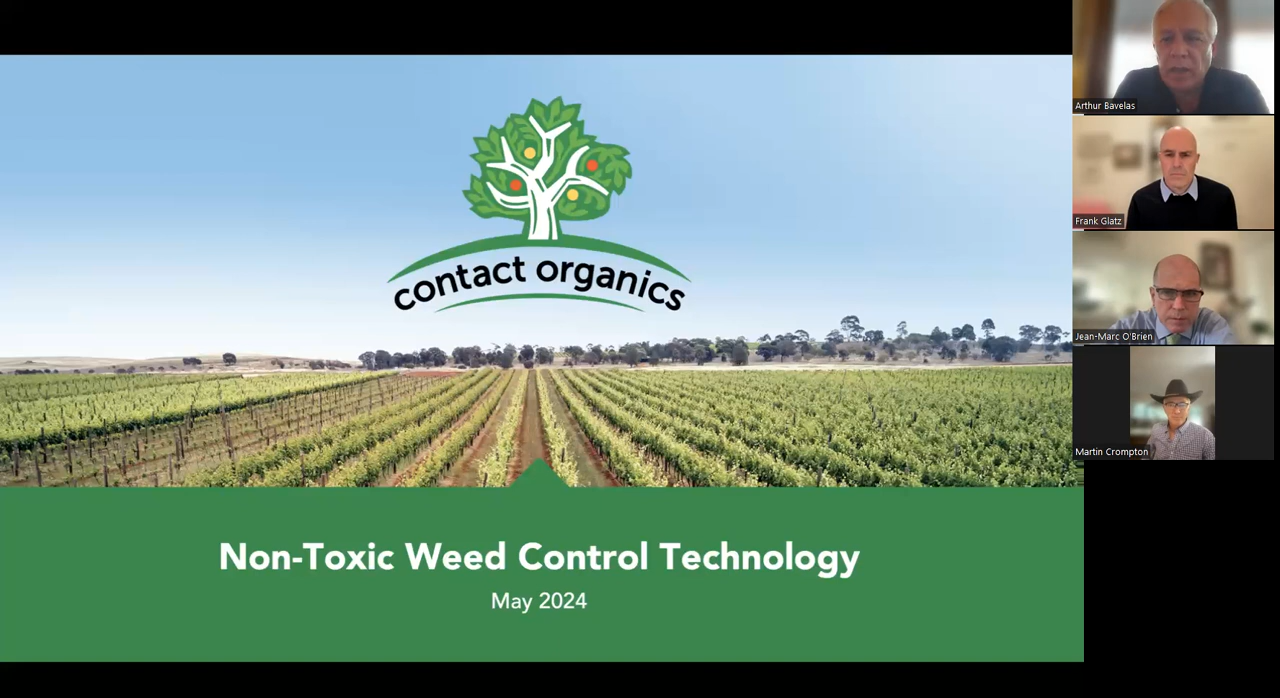 contact organics
Non-Toxic Weed Control Technology
May 2024
Arthur Bavelas
Frank Glatz
Jean-Marc O'Brien
Martin Crompton